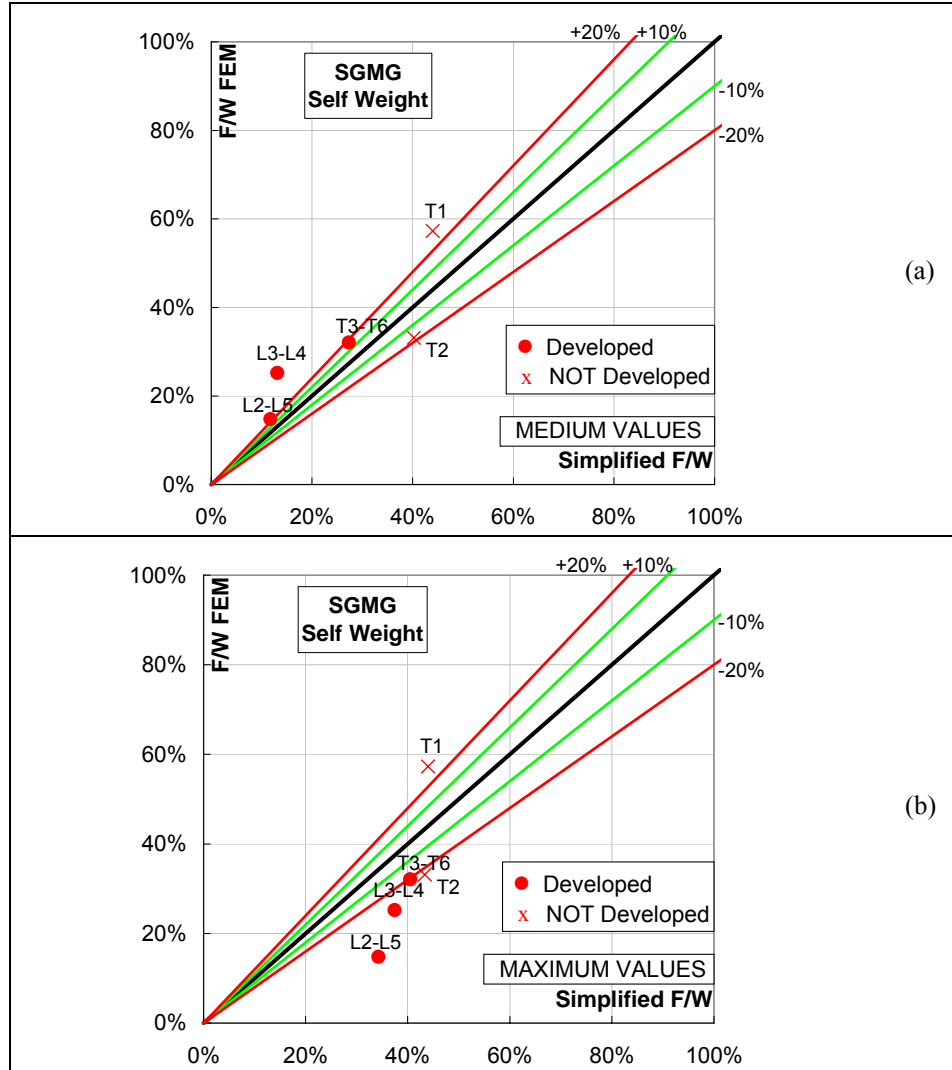 100%
80%
60%
40%
20%
0%
F/W FEM
SGMG
Self Weight
+20% +10%
-10%
-20%
T1
T3-T6
T2
L3-L4
L2-L5
Developed
x NOT Developed
MEDIUM VALUES
Simplified F/W
0% 20% 40% 60% 80% 100%
(a)
100%
80%
60%
40%
20%
0%
F/W FEM
SGMG
Self Weight
+20% +10%
-10%
-20%
T1
T3-T6
T2
L3-L4
L2-L5
Developed
x NOT Developed
MAXIMUM VALUES
Simplified F/W
0% 20% 40% 60% 80% 100%
(b)